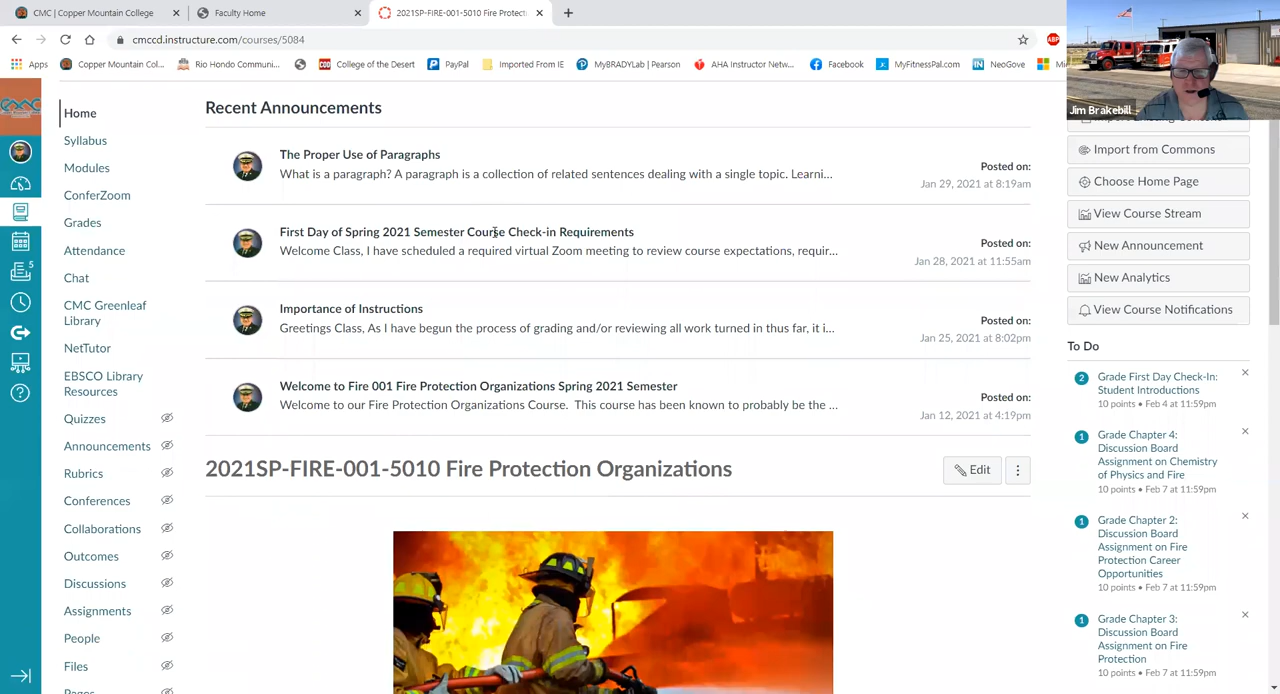 CMC | Copper Mountain College
Faculty Home
2021SP-FIRE-001-5010 Fire Protect
cmccd.instructure.com/courses/5084
ABP
Apps
Copper Mountain Col...
Rio Hondo Communi...
COD
College of the Desert
PayPal
Imported From IE
MyBRADYLab | Pearson
AHA Instructor Netw...
Facebook
MyFitnessPal.com
NeoGov
Jim Brakebill
CMC
5
Home
Syllabus
Modules
ConferZoom
Grades
Attendance
Chat
CMC Greenleaf
Library
NetTutor
EBSCO Library
Resources
Quizzes
Announcements
Rubrics
Conferences
Collaborations
Outcomes
Discussions
Assignments
People
Files
Pages
Recent Announcements
The Proper Use of Paragraphs
What is a paragraph? A paragraph is a collection of related sentences dealing with a single topic. Learni...
Posted on:
Jan 29, 2021 at 8:19am
First Day of Spring 2021 Semester Course Check-in Requirements
Welcome Class, I have scheduled a required virtual Zoom meeting to review course expectations, requir...
Posted on:
Jan 28, 2021 at 11:55am
Importance of Instructions
Greetings Class, As I have begun the process of grading and/or reviewing all work turned in thus far, it i...
Posted on:
Jan 25, 2021 at 8:02pm
Welcome to Fire 001 Fire Protection Organizations Spring 2021 Semester
Welcome to our Fire Protection Organizations Course. This course has been known to probably be the ...
Posted on:
Jan 12, 2021 at 4:19pm
2021SP-FIRE-001-5010 Fire Protection Organizations
Edit
Import from Commons
Choose Home Page
View Course Stream
New Announcement
New Analytics
View Course Notifications
To Do
2
Grade First Day Check-In:
Student Introductions
10 points • Feb 4 at 11:59pm
1
Grade Chapter 4:
Discussion Board
Assignment on Chemistry
of Physics and Fire
10 points • Feb 7 at 11:59pm
1
Grade Chapter 2:
Discussion Board
Assignment on Fire
Protection Career
Opportunities
10 points • Feb 7 at 11:59pm
1
Grade Chapter 3:
Discussion Board
Assignment on Fire
Protection
10 points • Feb 7 at 11:59pm